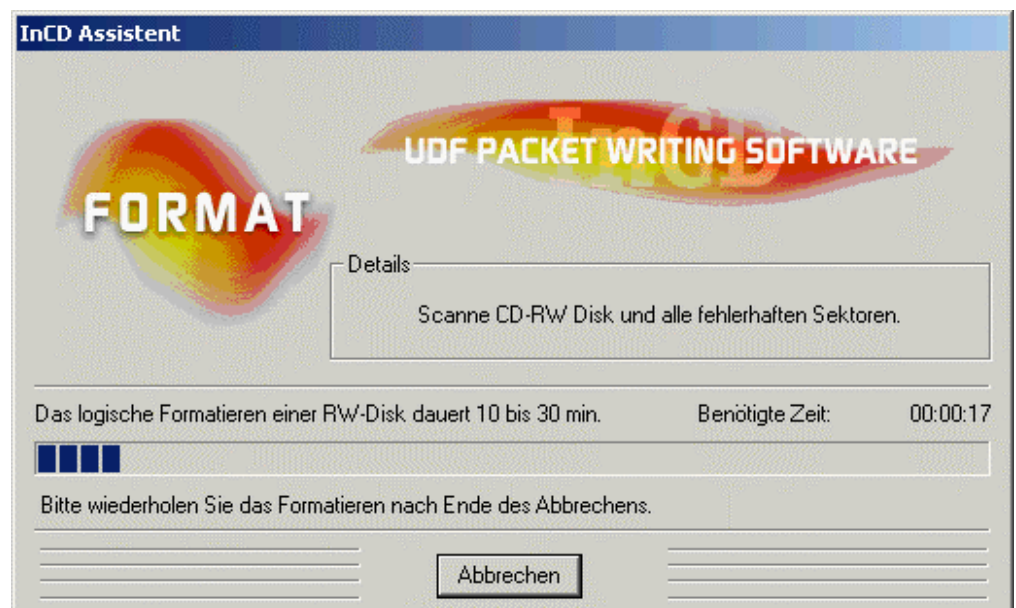 InCD Assistent
InCD
UDF PACKET WRITING SOFTWARE
FORMAT
Details
Scanne CD-RW Disk und alle fehlerhaften Sektoren.
Das logische Formatieren einer RW-Disk dauert 10 bis 30 min. Benötigte Zeit: 00:00:17
Bitte wiederholen Sie das Formatieren nach Ende des Abbrechens.
Abbrechen